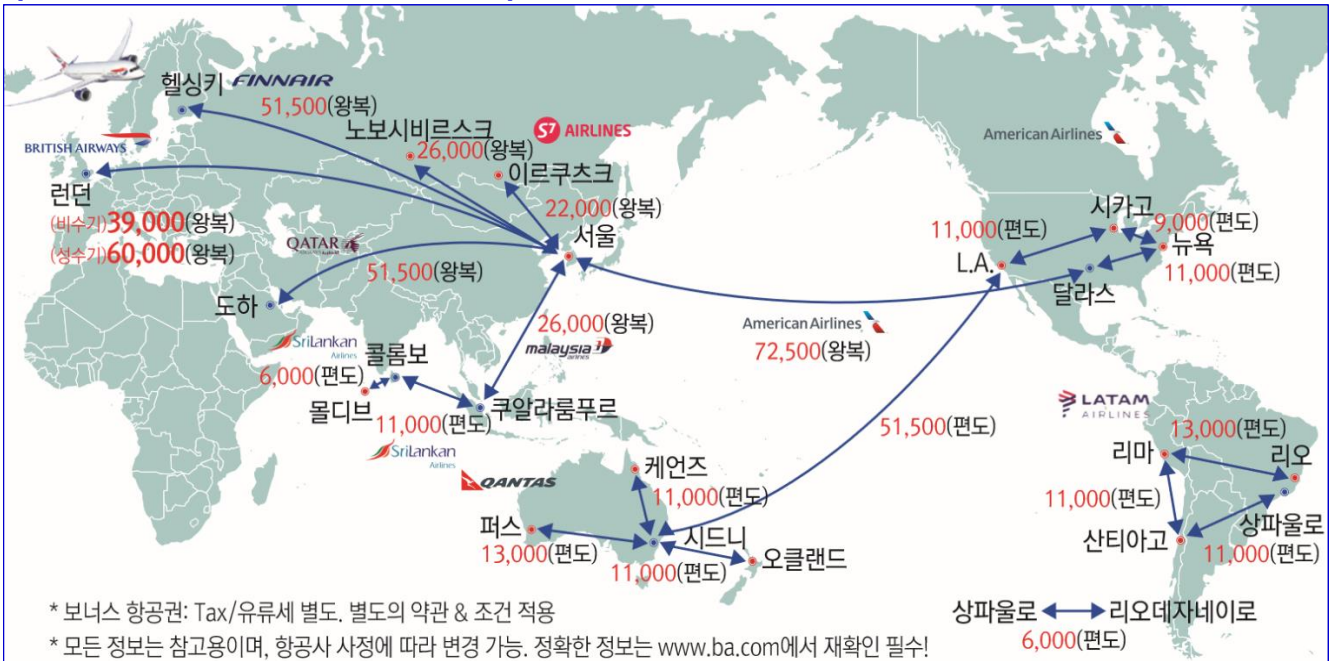 헬싱키 FINNAIR
51,500(왕복)
노보시비르스크
26,000(왕복)
S7 AIRLINES
이르쿠츠크
22,000(왕복)
BRITISH AIRWAYS
런던
(비수기)39,000(왕복)
(성수기)60,000(왕복)
QATAR
51,500(왕복)
도하
서울
American Airlines
시카고
11,000(편도)
9,000(편도)
뉴욕
L.A.
달라스
11,000(편도)
American Airlines
72,500(왕복)
26,000(왕복)
malaysia
airlines
SriLankan
Airlines
콜롬보
6,000(편도)
몰디브
11,000(편도)
쿠알라룸푸르
SriLankan
Airlines
QANTAS
케언즈
11,000(편도)
51,500(편도)
퍼스
13,000(편도)
시드니
11,000(편도)
오클랜드
LATAM
AIRLINES
13,000(편도)
리마
리오
11,000(편도)
상파울로
산티아고
11,000(편도)
* 보너스 항공권: Tax/유류세 별도. 별도의 약관 & 조건 적용
상파울로 리오데자네이로
6,000(편도)
* 모든 정보는 참고용이며, 항공사 사정에 따라 변경 가능. 정확한 정보는 www.ba.com에서 재확인 필수!